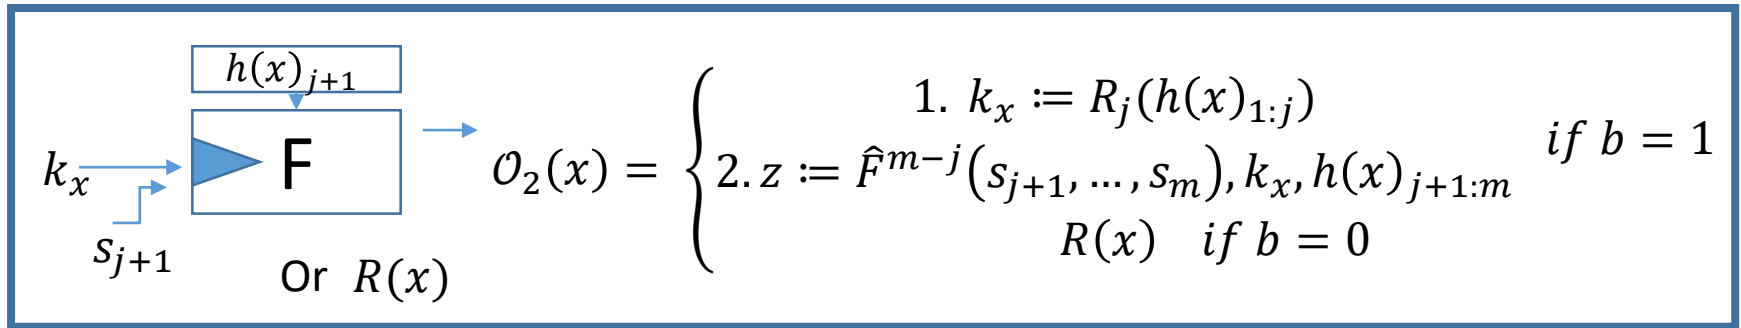 h(x)_{j+1}
F
k_x
s_{j+1}
Or R(x)
𝒪_2(x) = {
1. k_x ≔ R_j(h(x)_{1:j})
2. z ≔ F̂^{m−j}(s_{j+1}, …, s_m), k_x, h(x)_{j+1:m}
if b = 1
R(x) if b = 0